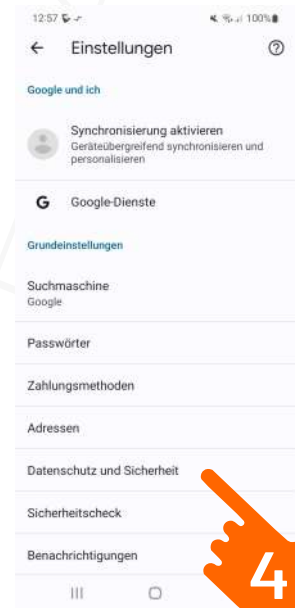 12:57 100%
Einstellungen
Google und ich
Synchronisierung aktivieren
Geräteübergreifend synchronisieren und
personalisieren
G Google-Dienste
Grundeinstellungen
Suchmaschine
Google
Passwörter
Zahlungsmethoden
Adressen
Datenschutz und Sicherheit
Sicherheitscheck
Benachrichtigungen
4